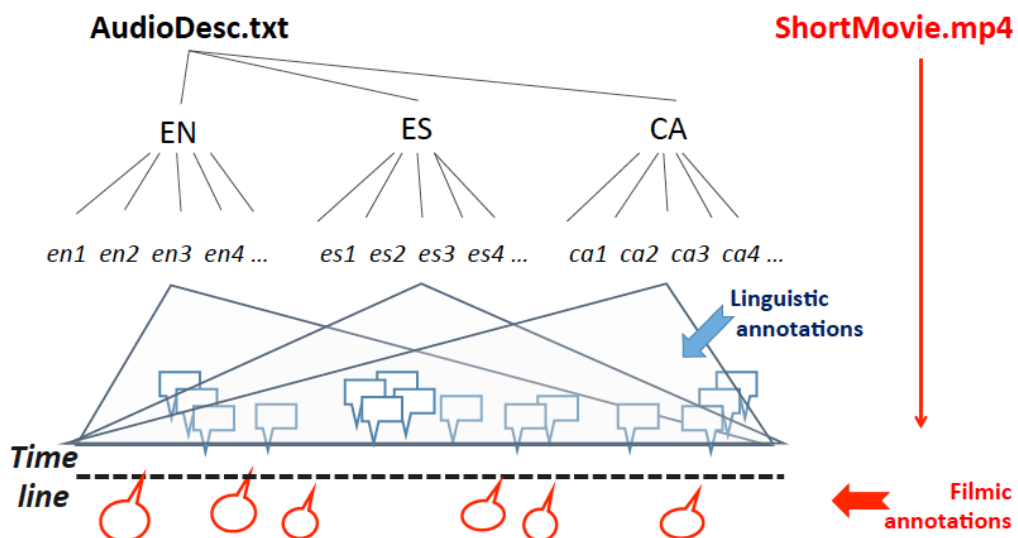 AudioDesc.txt ShortMovie.mp4
EN ES CA
en1 en2 en3 en4 ... es1 es2 es3 es4 ... ca1 ca2 ca3 ca4 ...
Linguistic
annotations
Time
line
Filmic
annotations